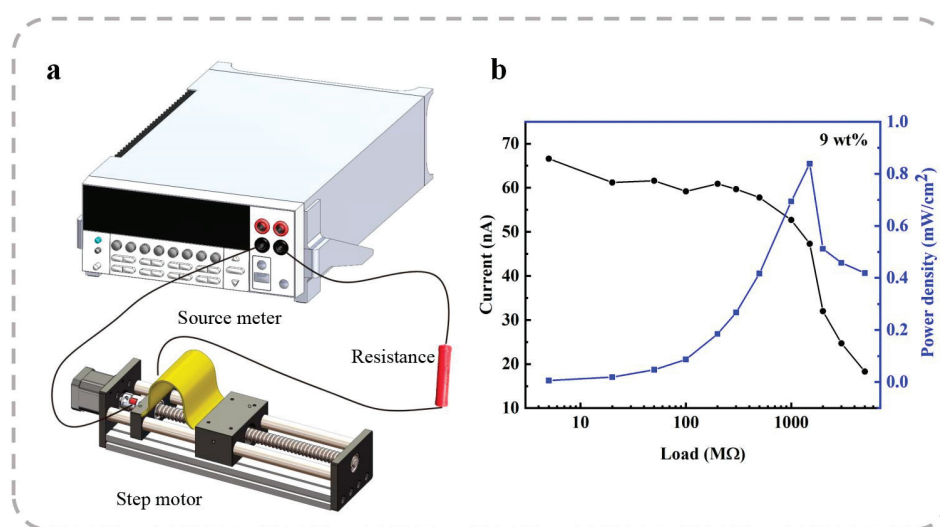 a
Source meter
Resistance
Step motor
b
9 wt%
Current (nA)
70
60
50
40
30
20
10
Power density (mW/cm²)
1.0
0.8
0.6
0.4
0.2
0.0
10
100
1000
Load (MΩ)